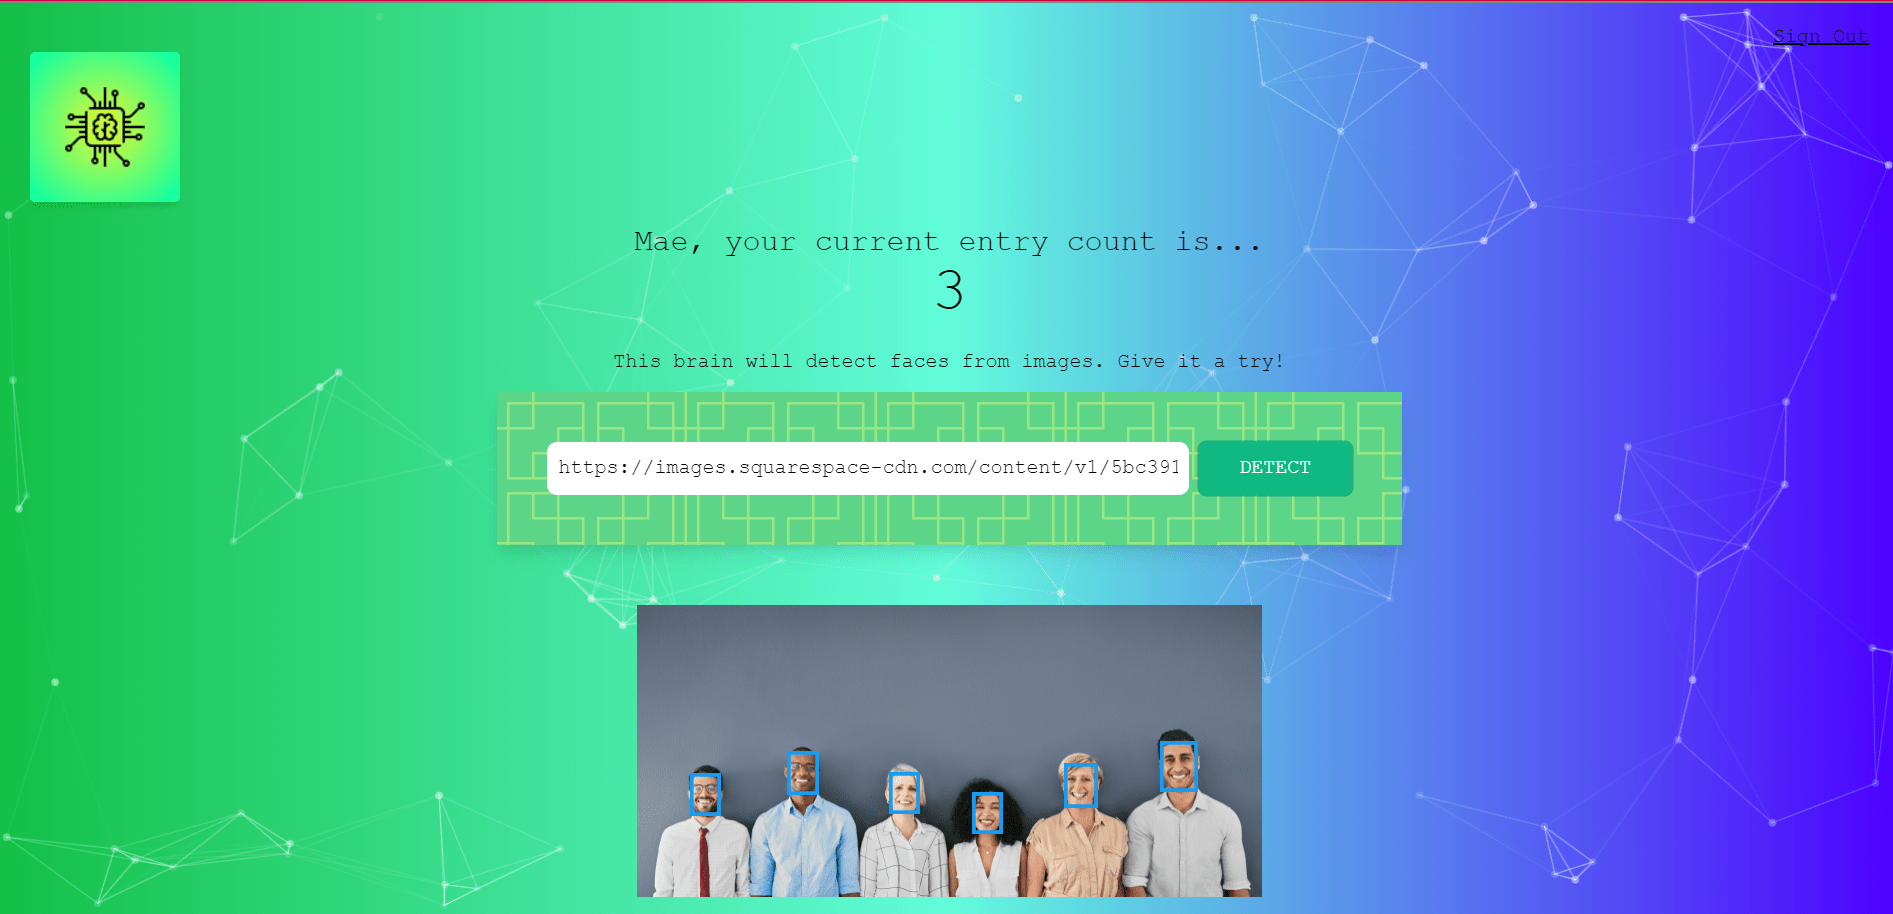 Sign Out
Mae, your current entry count is...
3
This brain will detect faces from images. Give it a try!
https://images.squarespace-cdn.com/content/v1/5bc391
DETECT